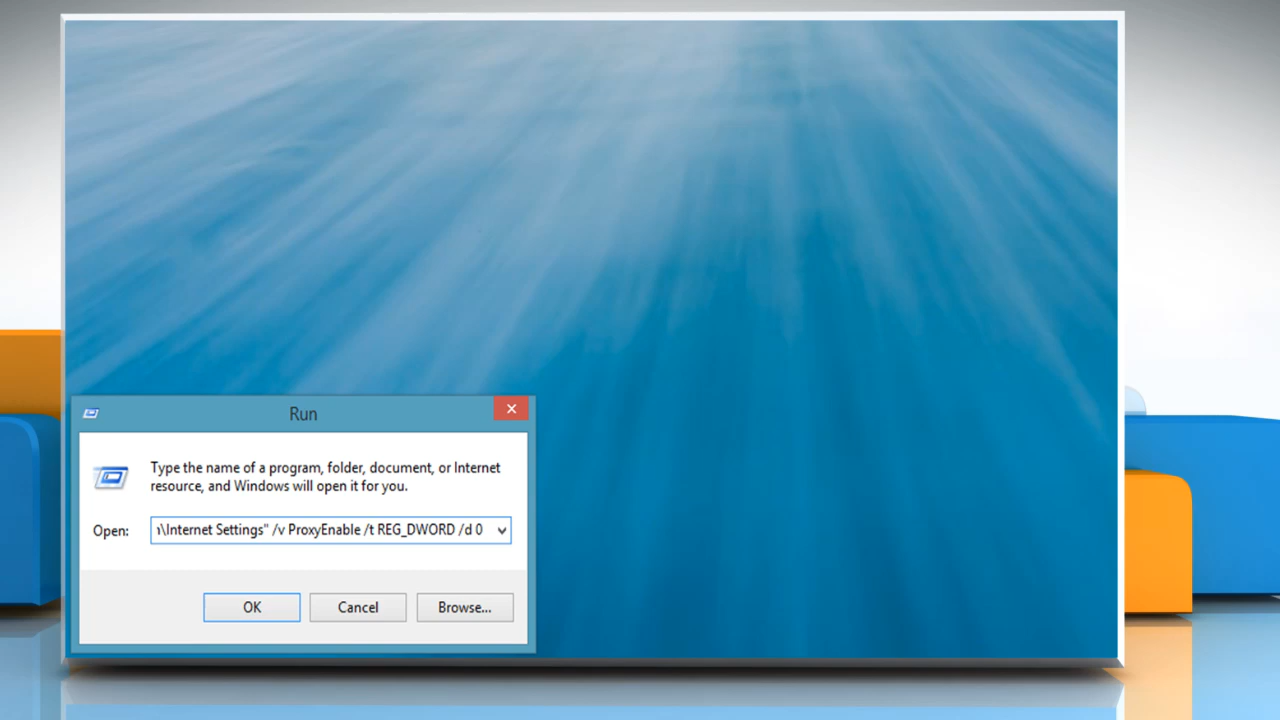 Run
Type the name of a program, folder, document, or Internet
resource, and Windows will open it for you.
Open:
\Internet Settings" /v ProxyEnable /t REG_DWORD /d 0
OK
Cancel
Browse...